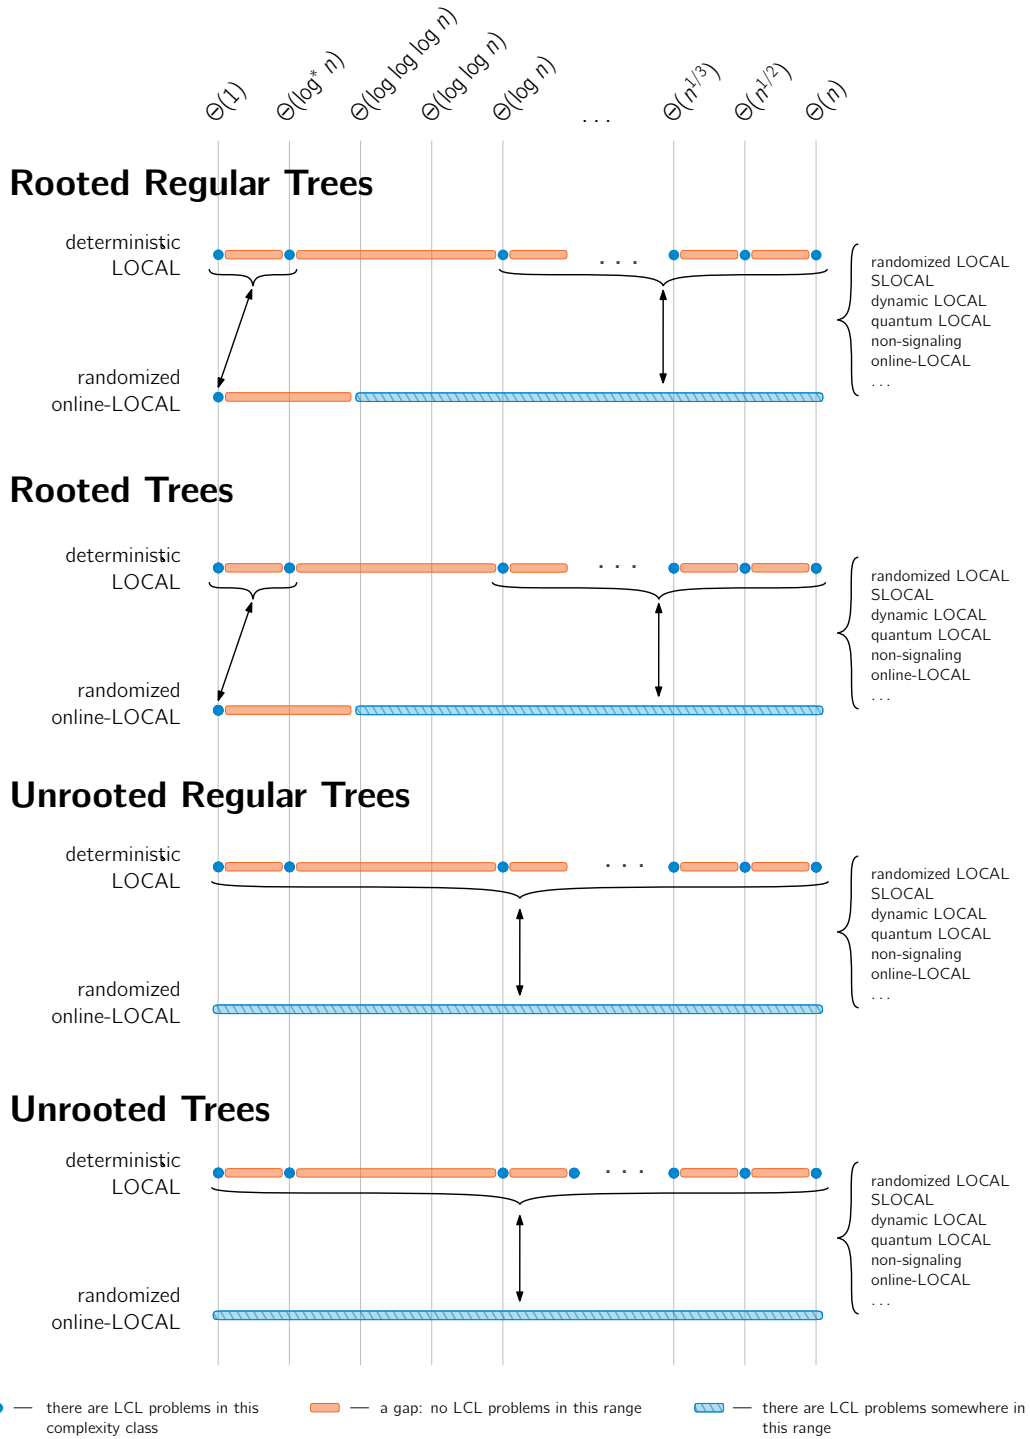 Θ(1)
Θ(log* n)
Θ(log log log n)
Θ(log log n)
Θ(log n)
. . .
Θ(n^{1/3})
Θ(n^{1/2})
Θ(n)
Rooted Regular Trees
deterministic
LOCAL
. . .
randomized
online-LOCAL
randomized LOCAL
SLOCAL
dynamic LOCAL
quantum LOCAL
non-signaling
online-LOCAL
. . .
Rooted Trees
deterministic
LOCAL
. . .
randomized
online-LOCAL
randomized LOCAL
SLOCAL
dynamic LOCAL
quantum LOCAL
non-signaling
online-LOCAL
. . .
Unrooted Regular Trees
deterministic
LOCAL
. . .
randomized
online-LOCAL
randomized LOCAL
SLOCAL
dynamic LOCAL
quantum LOCAL
non-signaling
online-LOCAL
. . .
Unrooted Trees
deterministic
LOCAL
. . .
randomized
online-LOCAL
randomized LOCAL
SLOCAL
dynamic LOCAL
quantum LOCAL
non-signaling
online-LOCAL
. . .
— there are LCL problems in this
complexity class
— a gap: no LCL problems in this range
— there are LCL problems somewhere in
this range